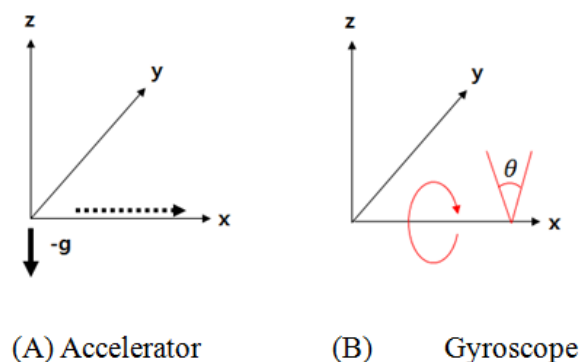 z z
y y
θ
x x
-g
(A) Accelerator (B) Gyroscope